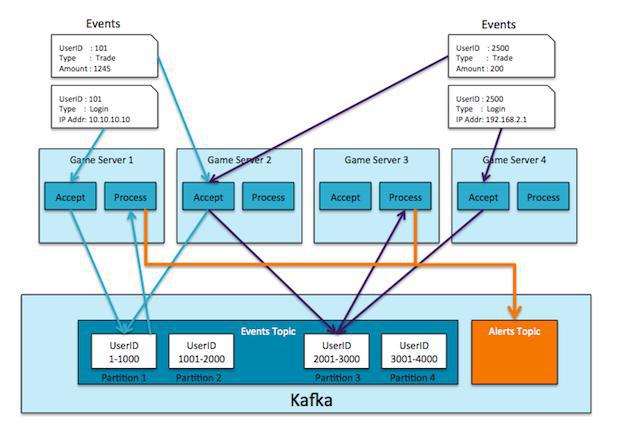 Events
Events
UserID : 101
Type : Trade
Amount : 1245
UserID : 2500
Type : Trade
Amount : 200
UserID : 101
Type : Login
IP Addr: 10.10.10.10
UserID : 2500
Type : Login
IP Addr: 192.168.2.1
Game Server 1
Game Server 2
Game Server 3
Game Server 4
Accept
Process
Accept
Process
Accept
Process
Accept
Process
Events Topic
Alerts Topic
UserID
1-1000
UserID
1001-2000
UserID
2001-3000
UserID
3001-4000
Partition 1
Partition 2
Partition 3
Partition 4
Kafka